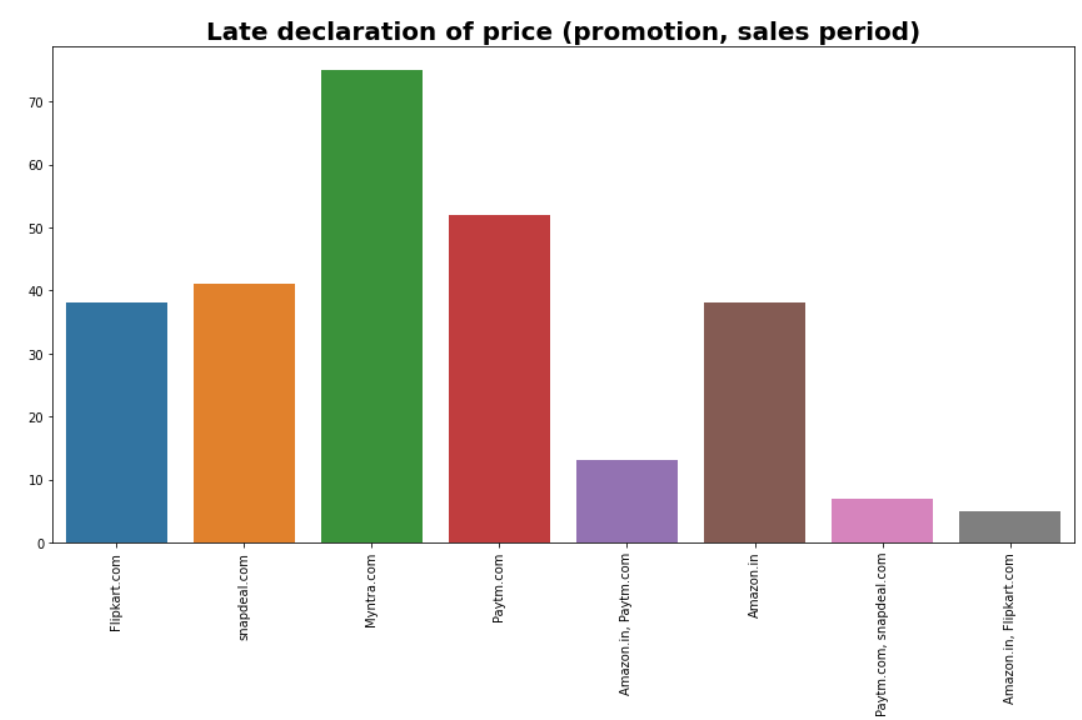 Late declaration of price (promotion, sales period)
70
60
50
40
30
20
10
0
Flipkart.com
snapdeal.com
Myntra.com
Paytm.com
Amazon.in, Paytm.com
Amazon.in
Paytm.com, snapdeal.com
Amazon.in, Flipkart.com